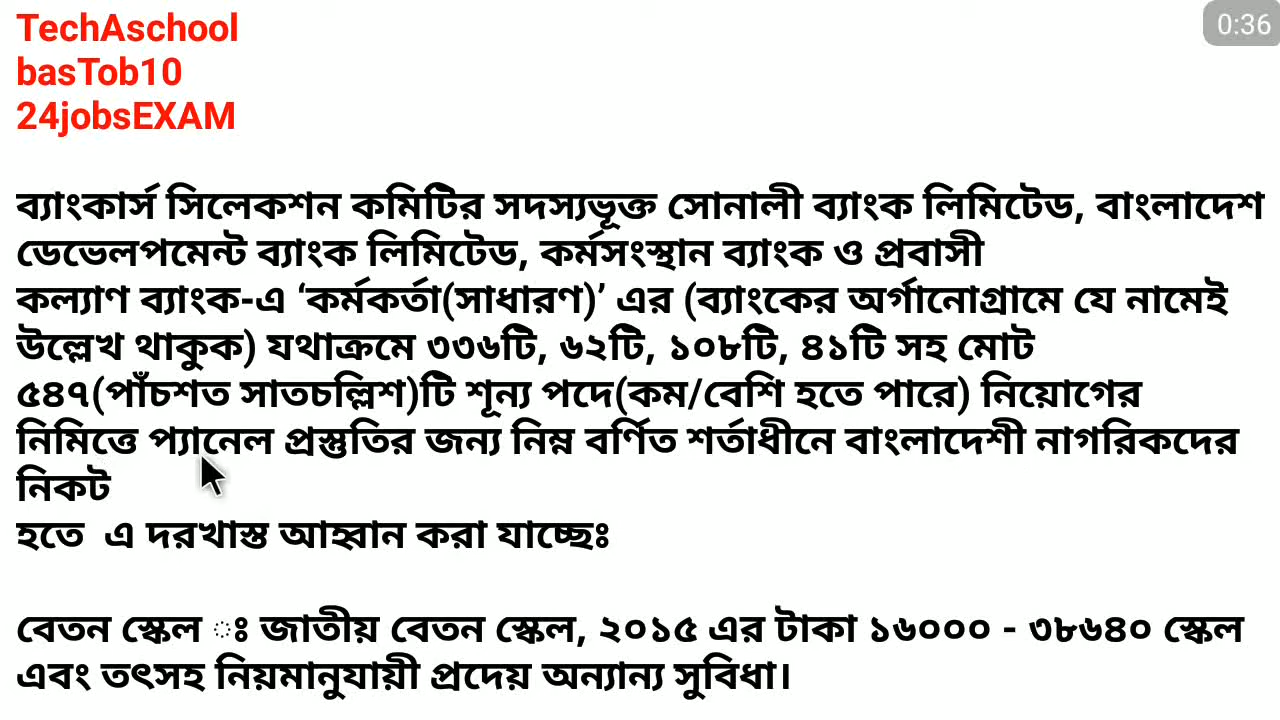 TechAschool
0:36
basTob10
24jobsEXAM
ব্যাংকার্স সিলেকশন কমিটির সদস্যভূক্ত সোনালী ব্যাংক লিমিটেড, বাংলাদেশ
ডেভেলপমেন্ট ব্যাংক লিমিটেড, কর্মসংস্থান ব্যাংক ও প্রবাসী
কল্যাণ ব্যাংক-এ ‘কর্মকর্তা(সাধারণ)’ এর (ব্যাংকের অর্গানোগ্রামে যে নামেই
উল্লেখ থাকুক) যথাক্রমে ৩৩৬টি, ৬২টি, ১০৮টি, ৪১টি সহ মোট
৫৪৭(পাঁচশত সাতচল্লিশ)টি শূন্য পদে(কম/বেশি হতে পারে) নিয়োগের
নিমিত্তে প্যানেল প্রস্তুতির জন্য নিম্ন বর্ণিত শর্তাধীনে বাংলাদেশী নাগরিকদের
নিকট
হতে এ দরখাস্ত আহ্বান করা যাচ্ছেঃ
বেতন স্কেল ঃ জাতীয় বেতন স্কেল, ২০১৫ এর টাকা ১৬০০০ - ৩৮৬৪০ স্কেল
এবং তৎসহ নিয়মানুযায়ী প্রদেয় অন্যান্য সুবিধা।